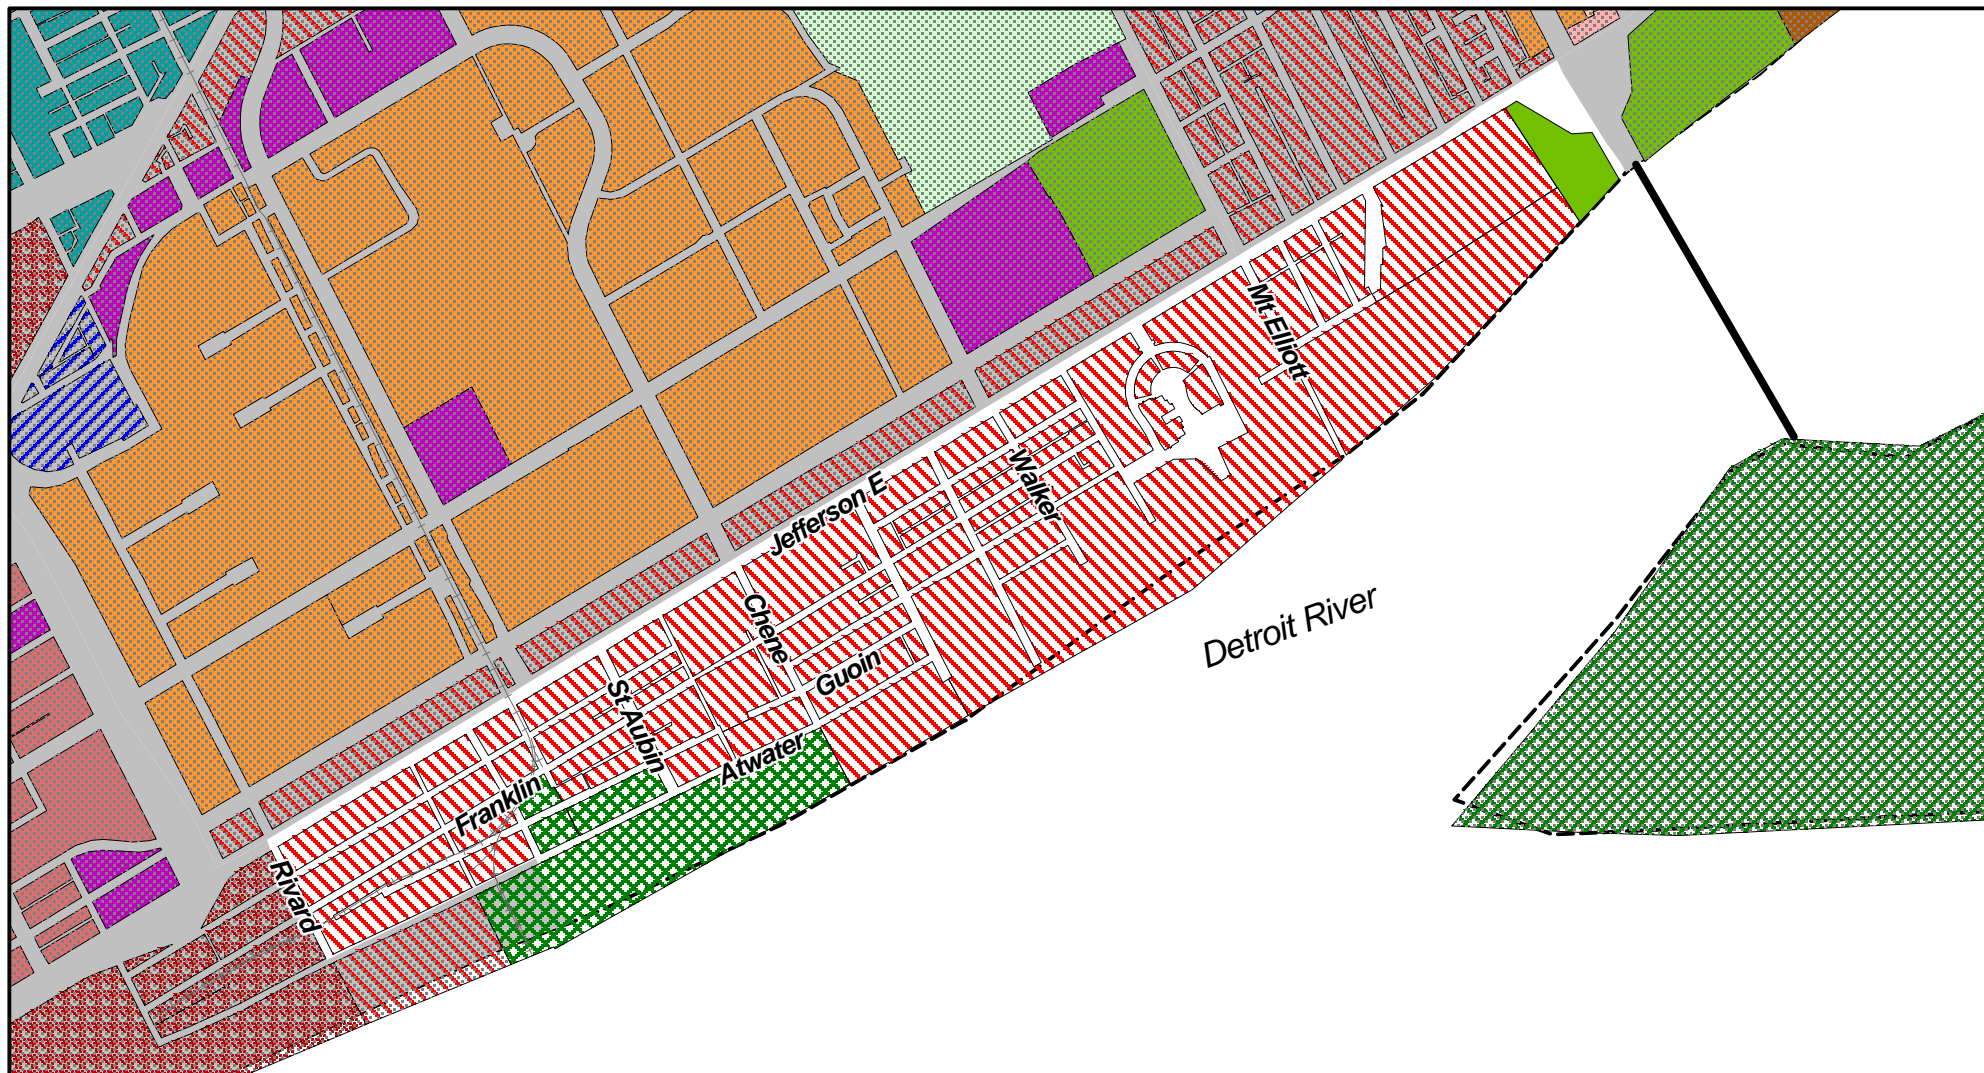 Mt Elliott
Walker
Jefferson E
Chene
Guoin
St Aubin
Atwater
Franklin
Rivard
Detroit River